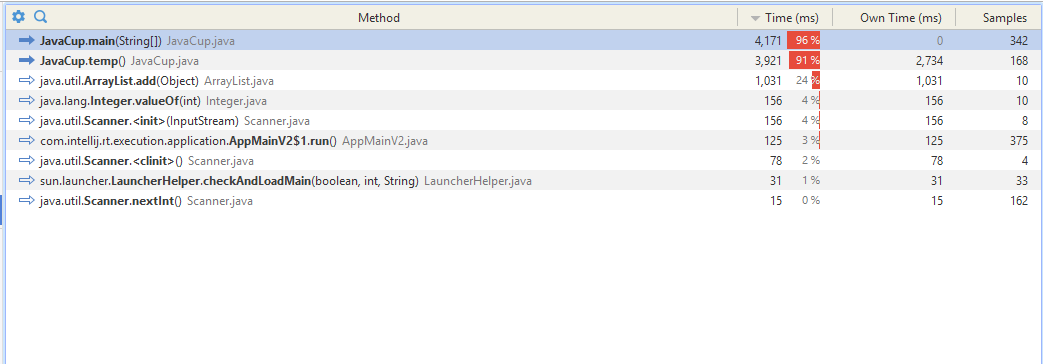 Method Time (ms) Own Time (ms) Samples
JavaCup.main(String[]) JavaCup.java 4,171 96 % 0 342
JavaCup.temp() JavaCup.java 3,921 91 % 2,734 168
java.util.ArrayList.add(Object) ArrayList.java 1,031 24 % 1,031 10
java.lang.Integer.valueOf(int) Integer.java 156 4 % 156 10
java.util.Scanner.<init>(InputStream) Scanner.java 156 4 % 156 8
com.intellij.rt.execution.application.AppMainV2$1.run() AppMainV2.java 125 3 % 125 375
java.util.Scanner.<clinit>() Scanner.java 78 2 % 78 4
sun.launcher.LauncherHelper.checkAndLoadMain(boolean, int, String) LauncherHelper.java 31 1 % 31 33
java.util.Scanner.nextInt() Scanner.java 15 0 % 15 162